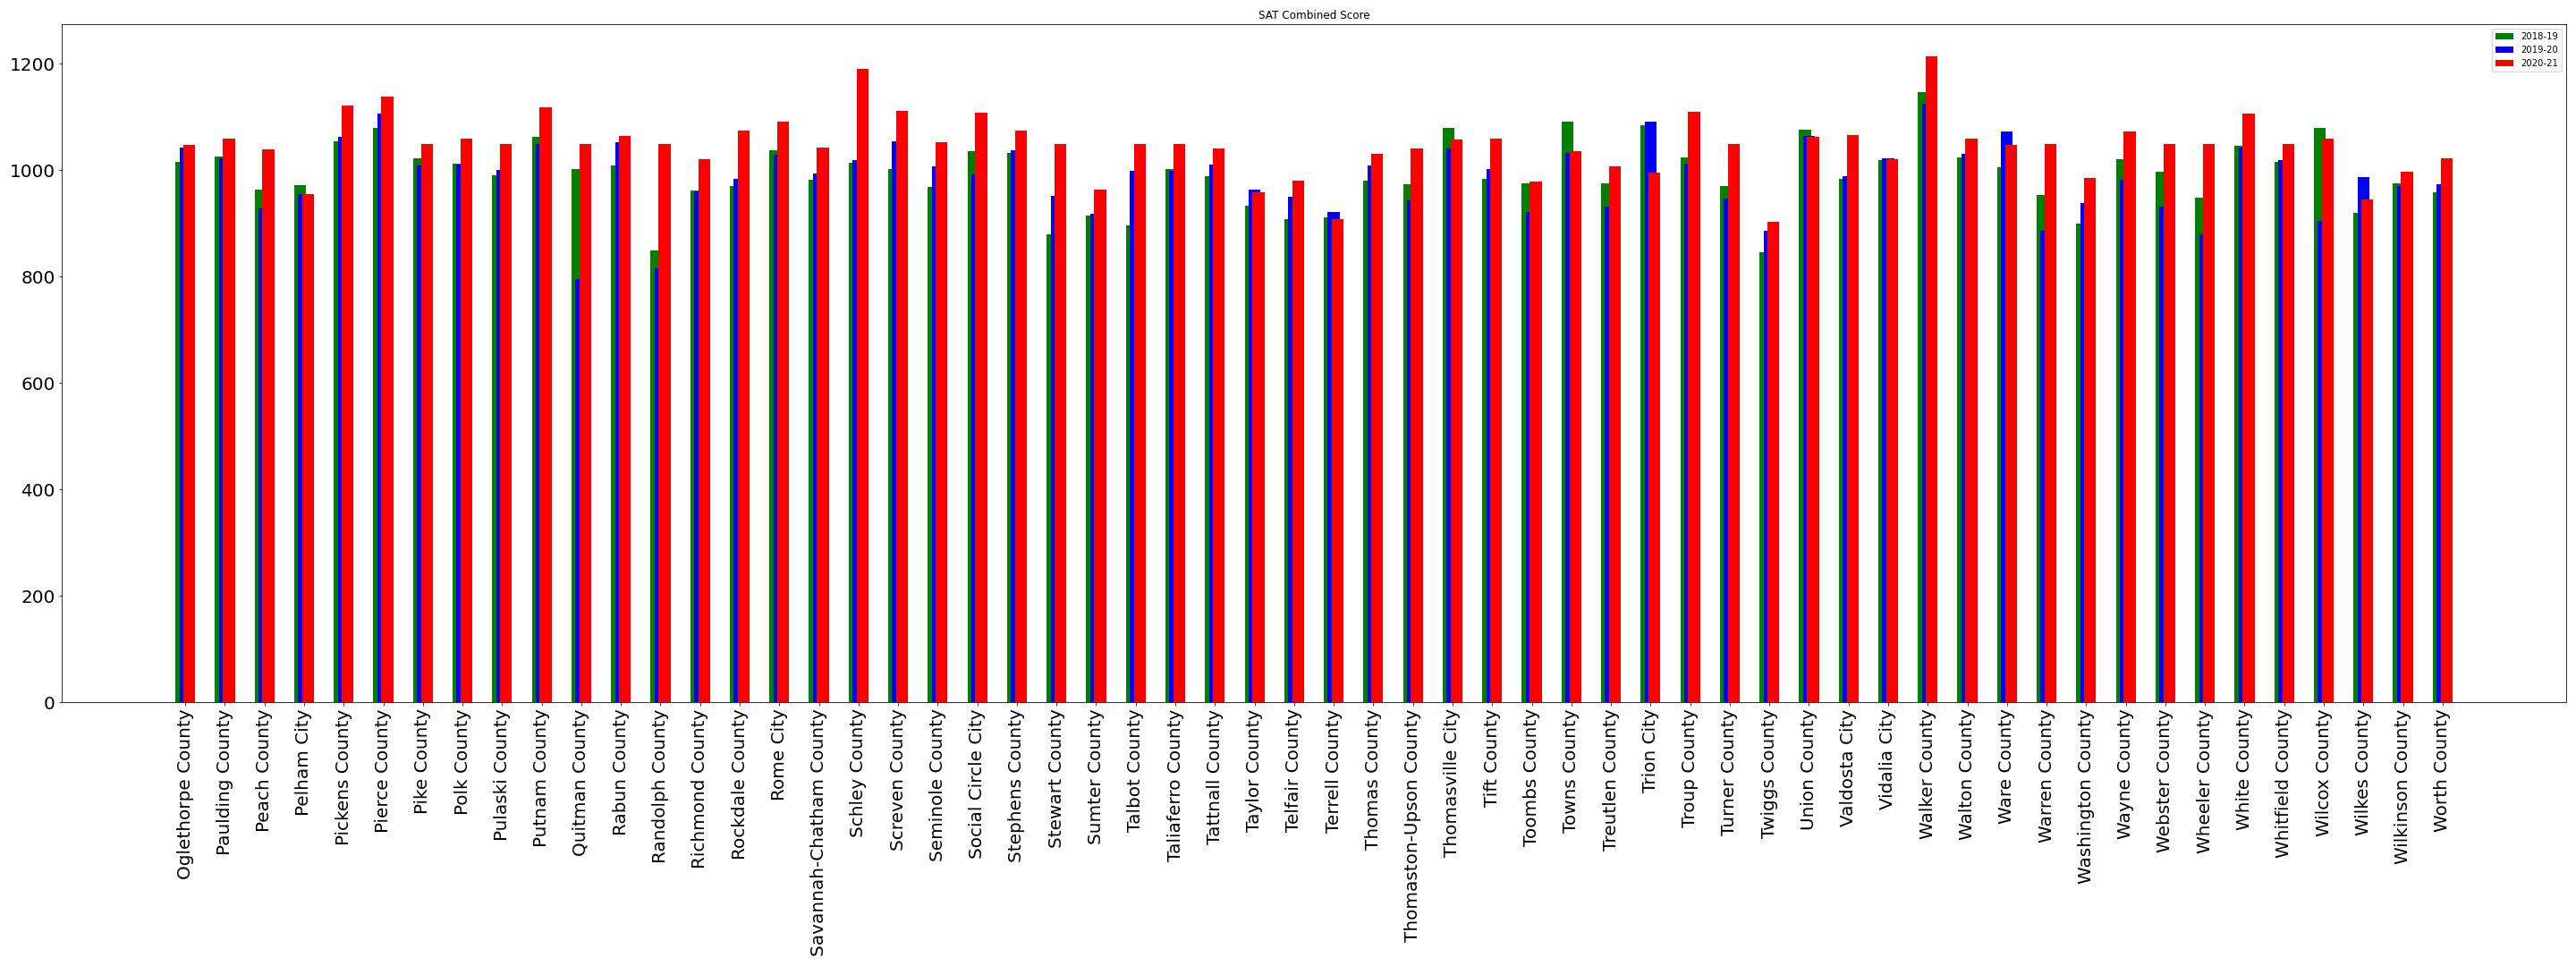 SAT Combined Score
2018-19
2019-20
2020-21
1200
1000
800
600
400
200
0
Oglethorpe County
Paulding County
Peach County
Pelham City
Pickens County
Pierce County
Pike County
Polk County
Pulaski County
Putnam County
Quitman County
Rabun County
Randolph County
Richmond County
Rockdale County
Rome City
Savannah-Chatham County
Schley County
Screven County
Seminole County
Social Circle City
Stephens County
Stewart County
Sumter County
Talbot County
Taliaferro County
Tattnall County
Taylor County
Telfair County
Terrell County
Thomas County
Thomaston-Upson County
Thomasville City
Tift County
Toombs County
Towns County
Treutlen County
Trion City
Troup County
Turner County
Twiggs County
Union County
Valdosta City
Vidalia City
Walker County
Walton County
Ware County
Warren County
Washington County
Wayne County
Webster County
Wheeler County
White County
Whitfield County
Wilcox County
Wilkes County
Wilkinson County
Worth County